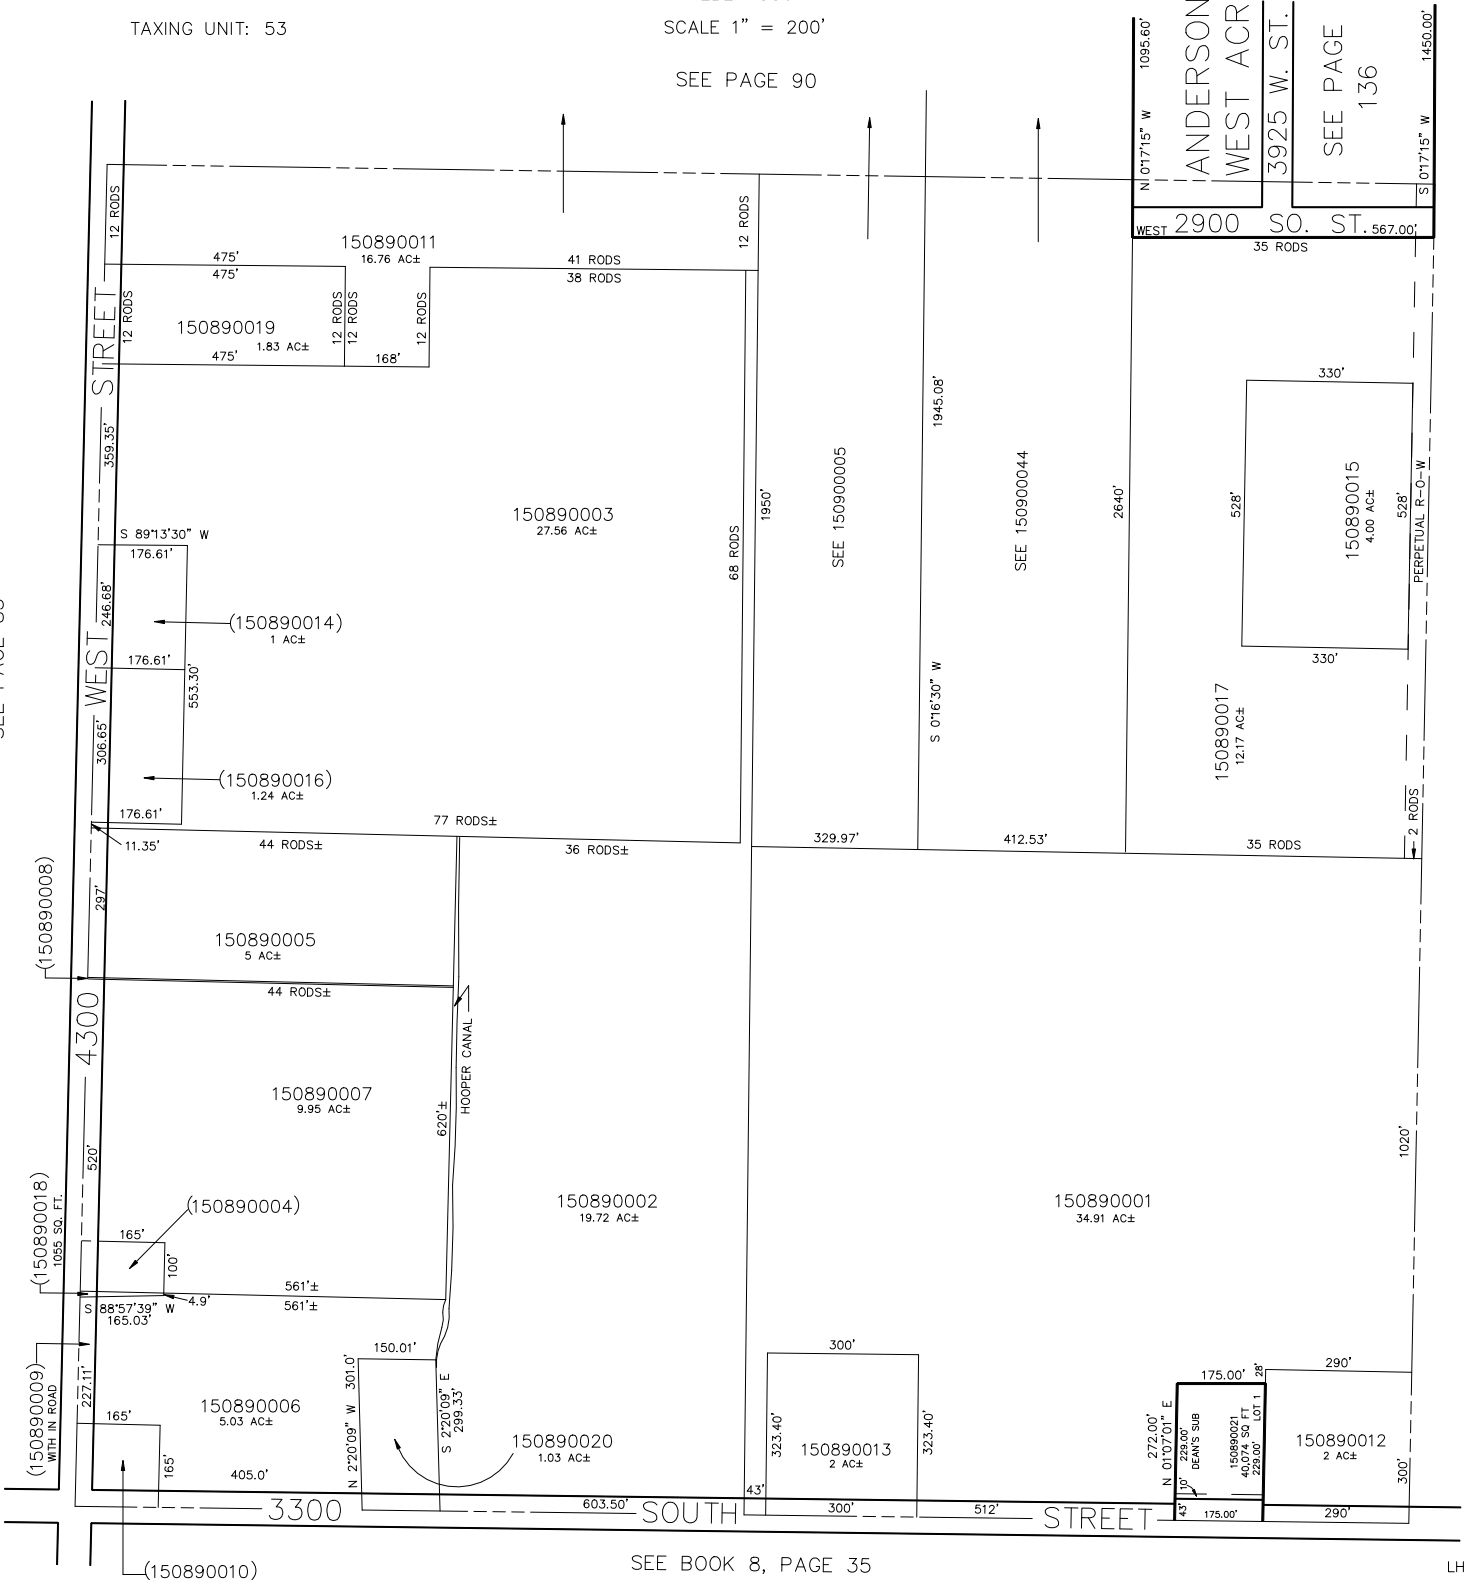 TAXING UNIT: 53
SCALE 1" = 200'
SEE PAGE 90
N 0°17'15" W 1095.60'
ANDERSON
WEST ACR
3925 W. ST.
SEE PAGE
136
S 0°17'15" W 1450.00'
WEST 2900 SO. ST. 567.00'
35 RODS
12 RODS
150890011
16.76 AC±
12 RODS
475'
475'
41 RODS
38 RODS
12 RODS
150890019
1.83 AC±
12 RODS
12 RODS
12 RODS
475'
168'
STREET
359.35'
150890003
27.56 AC±
68 RODS
1950'
SEE 150900005
1945.08'
S 0°16'30" W
SEE 150900044
2640'
330'
528'
150890015
4.00 AC±
528'
330'
PERPETUAL R-O-W
150890017
12.17 AC±
2 RODS
S 89°13'30" W
176.61'
246.68'
(150890014)
1 AC±
WEST
176.61'
553.30'
306.65'
(150890016)
1.24 AC±
176.61'
11.35'
77 RODS±
44 RODS±
36 RODS±
329.97'
412.53'
35 RODS
(150890008)
297'
150890005
5 AC±
44 RODS±
4300
HOOPER CANAL
150890007
9.95 AC±
620'±
520'
150890002
19.72 AC±
150890001
34.91 AC±
1020'
(150890018)
1055 SQ. FT.
(150890004)
165'
100'
561'±
561'±
4.9'
S 88°57'39" W
165.03'
(150890009)
WITH IN ROAD
227.11'
150890006
5.03 AC±
165'
165'
405.0'
150.01'
N 2°20'09" W 301.0'
S 2°20'09" E
299.33'
150890020
1.03 AC±
300'
323.40'
150890013
2 AC±
323.40'
175.00'
28'
272.00'
N 01°07'01" E
229.00'
DEAN'S SUB
150890021
40,074 SQ FT
229.00' LOT 1
10'
43'
175.00'
290'
150890012
2 AC±
300'
290'
43'
300'
512'
603.50'
3300 SOUTH STREET
(150890010)
SEE BOOK 8, PAGE 35
LH